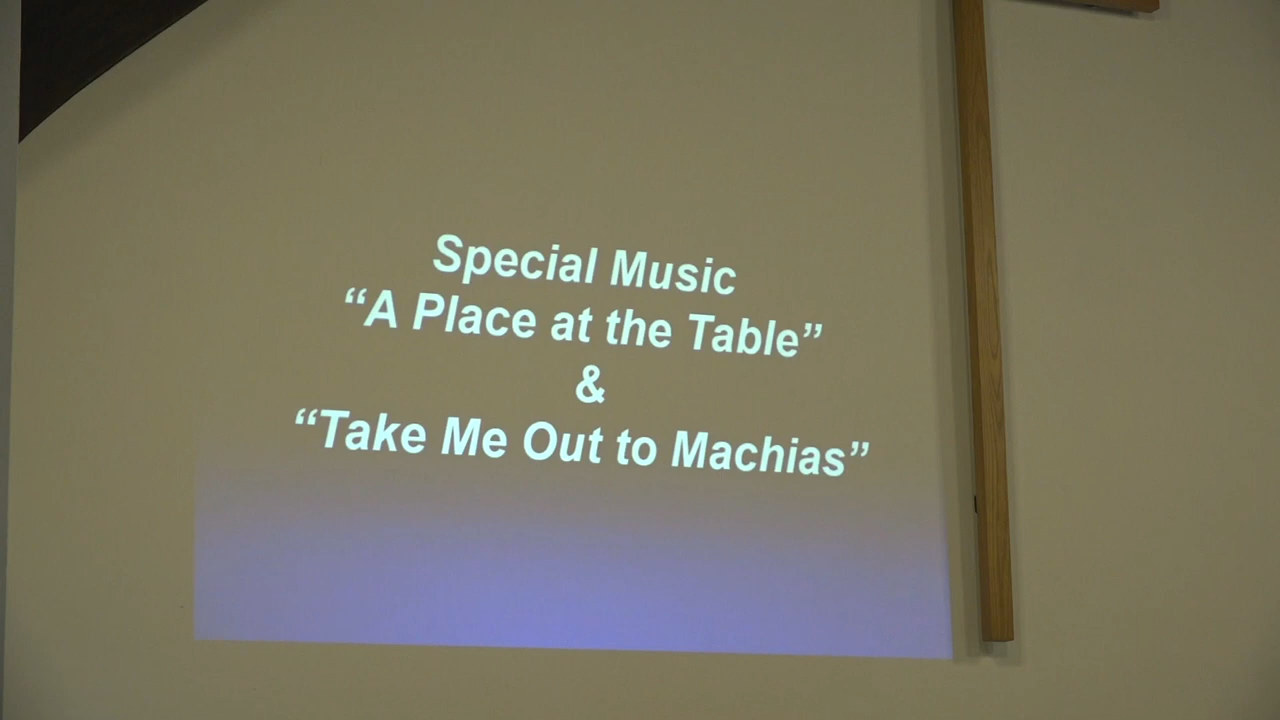 Special Music
“A Place at the Table”
&
“Take Me Out to Machias”